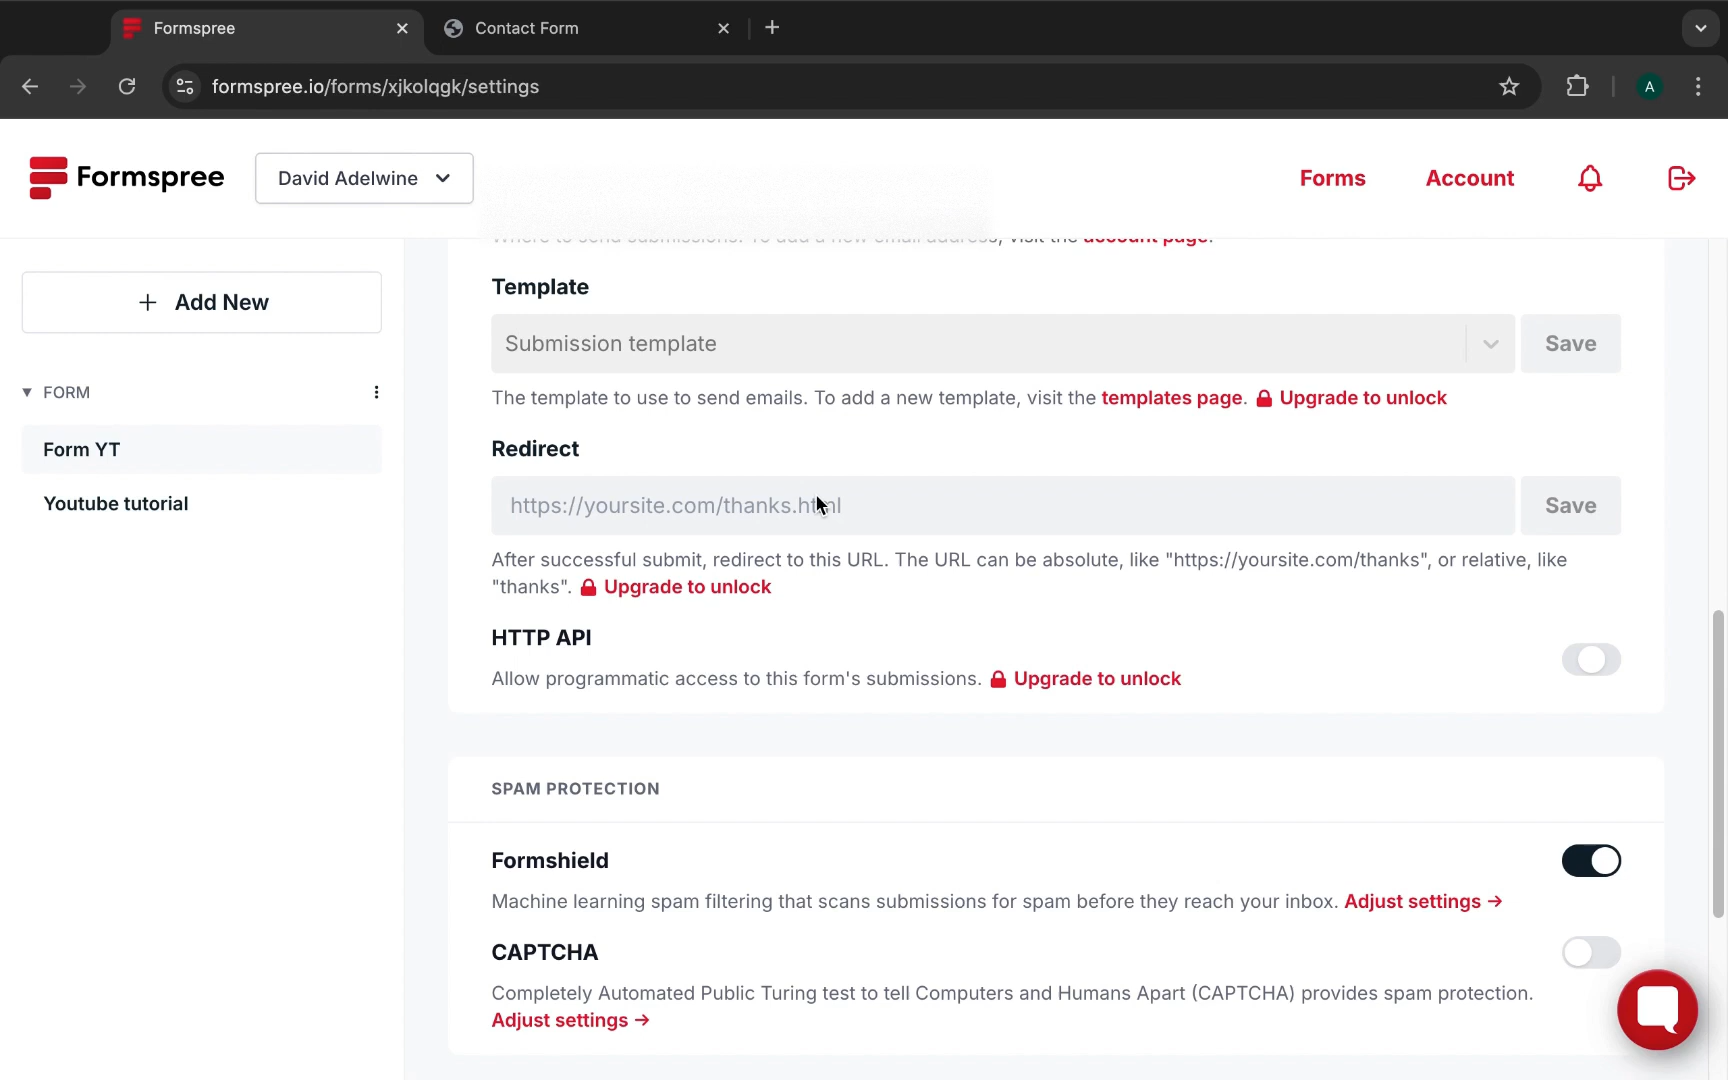 Formspree
Contact Form
formspree.io/forms/xjkolqgk/settings
A
Formspree
David Adelwine
Forms
Account
visit the account page.
Add New
FORM
Form YT
Youtube tutorial
Template
Submission template
Save
The template to use to send emails. To add a new template, visit the templates page. Upgrade to unlock
Redirect
https://yoursite.com/thanks.html
Save
After successful submit, redirect to this URL. The URL can be absolute, like "https://yoursite.com/thanks", or relative, like
"thanks". Upgrade to unlock
HTTP API
Allow programmatic access to this form's submissions. Upgrade to unlock
SPAM PROTECTION
Formshield
Machine learning spam filtering that scans submissions for spam before they reach your inbox. Adjust settings →
CAPTCHA
Completely Automated Public Turing test to tell Computers and Humans Apart (CAPTCHA) provides spam protection.
Adjust settings →